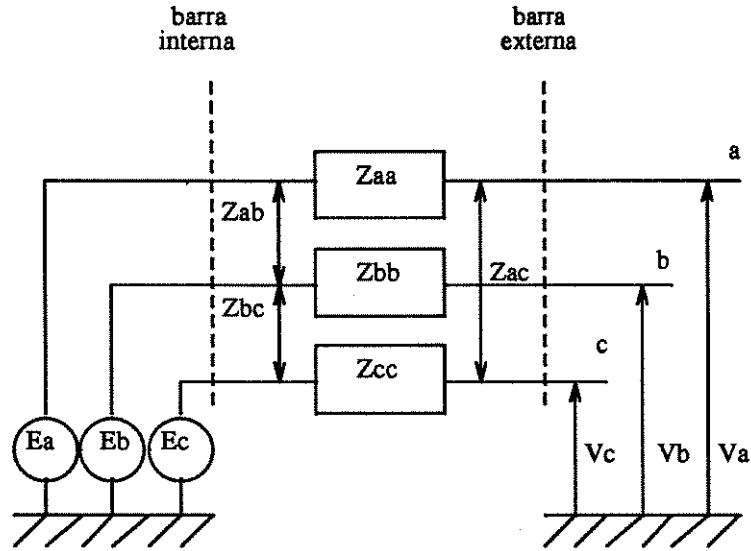 barra
interna
barra
externa
a
Zaa
Zab
b
Zbb
Zac
Zbc
c
Zcc
Ea
Eb
Ec
Vc
Vb
Va